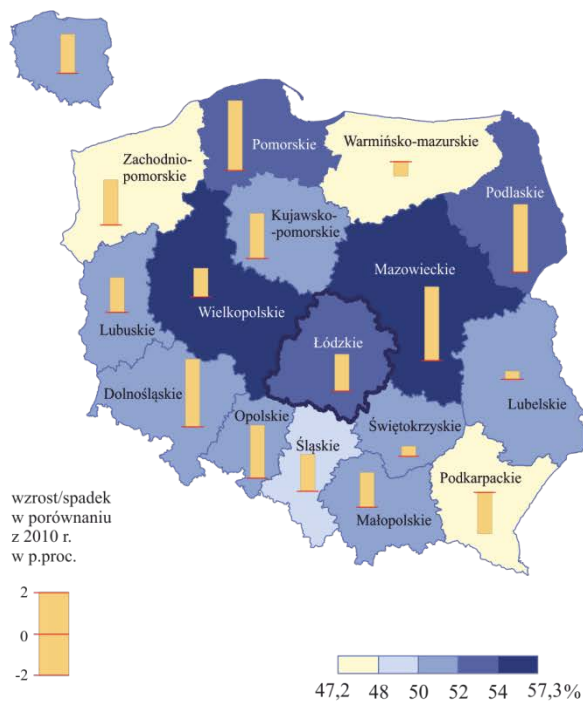 Pomorskie
Warmińsko-mazurskie
Zachodnio-
pomorskie
Podlaskie
Kujawsko-
-pomorskie
Mazowieckie
Wielkopolskie
Lubuskie
Łódzkie
Dolnośląskie
Lubelskie
Opolskie
Świętokrzyskie
Śląskie
Podkarpackie
Małopolskie
wzrost/spadek
w porównaniu
z 2010 r.
w p.proc.
2
0
-2
47,2 48 50 52 54 57,3%